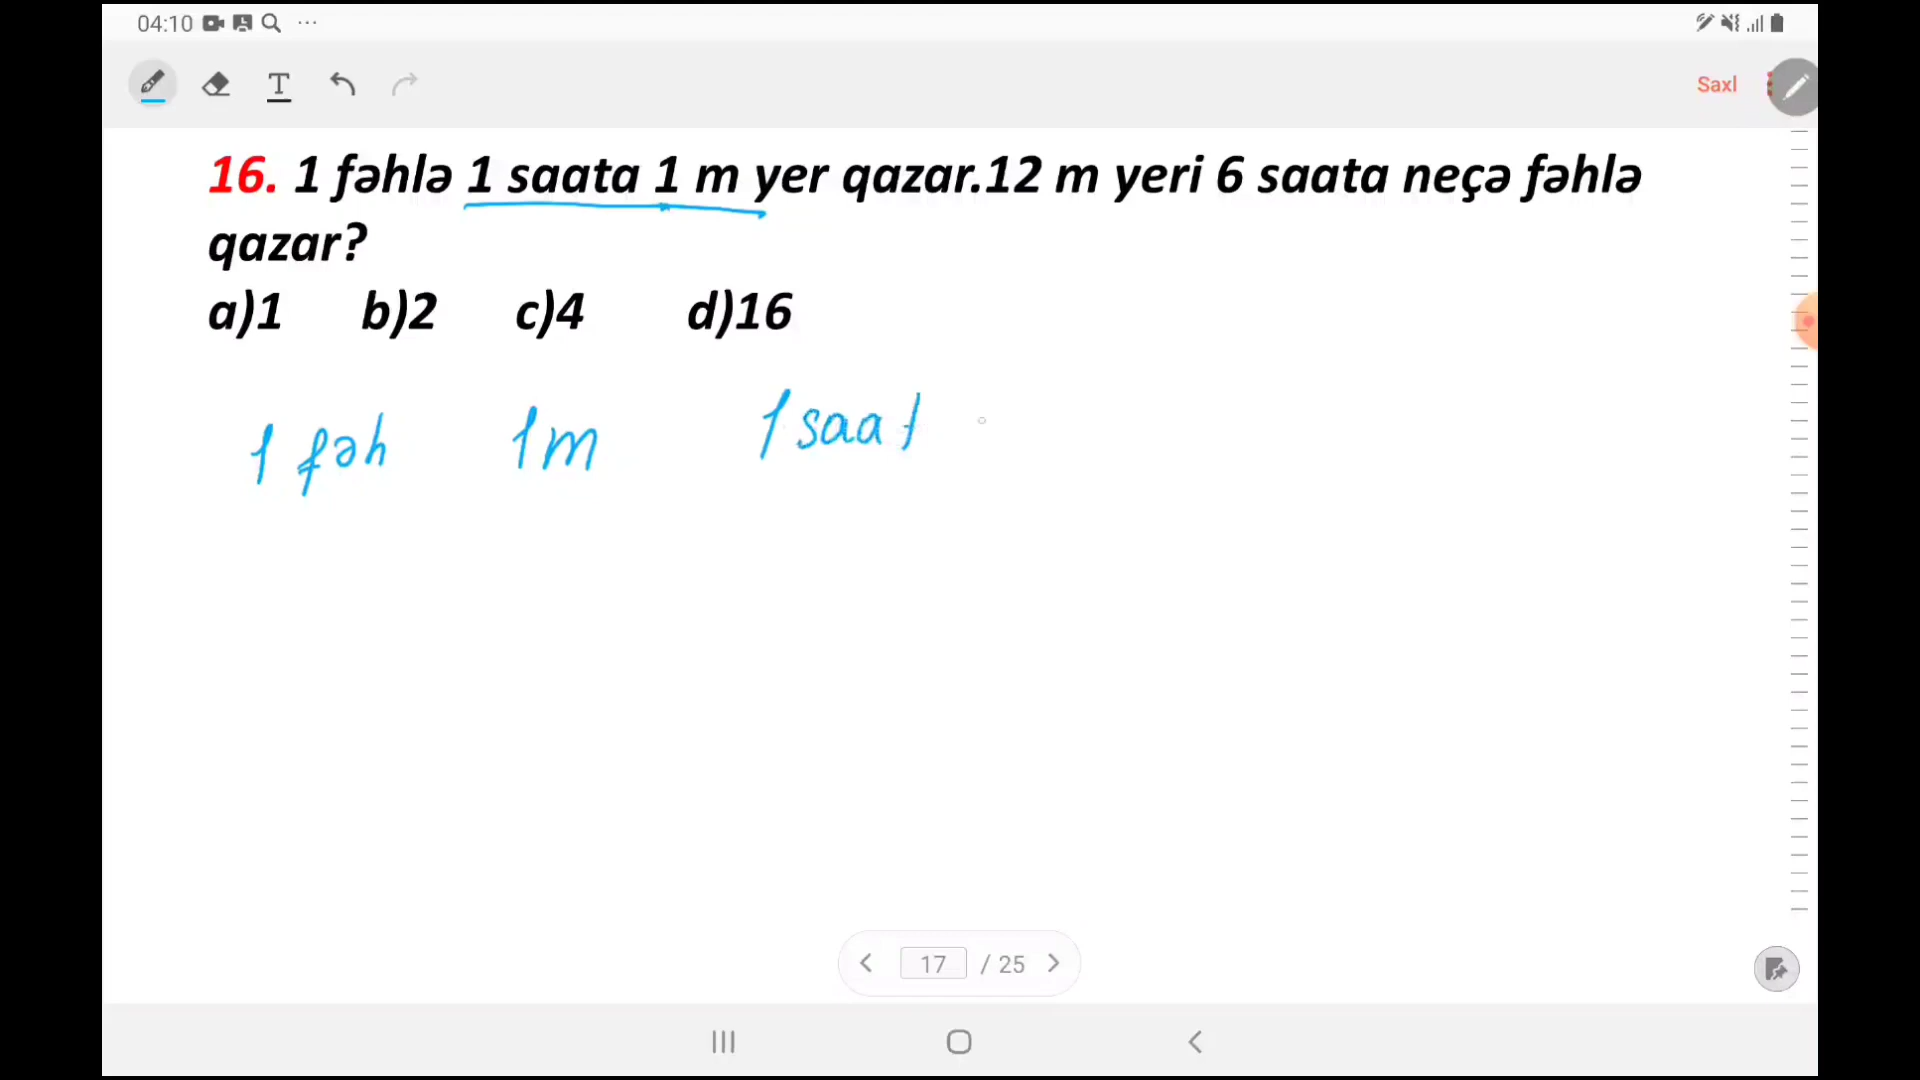 04:10
Saxl
16. 1 fəhlə 1 saata 1 m yer qazar.12 m yeri 6 saata neçə fəhlə
qazar?
a)1 b)2 c)4 d)16
1 fəh 1m 1 saat
17 / 25